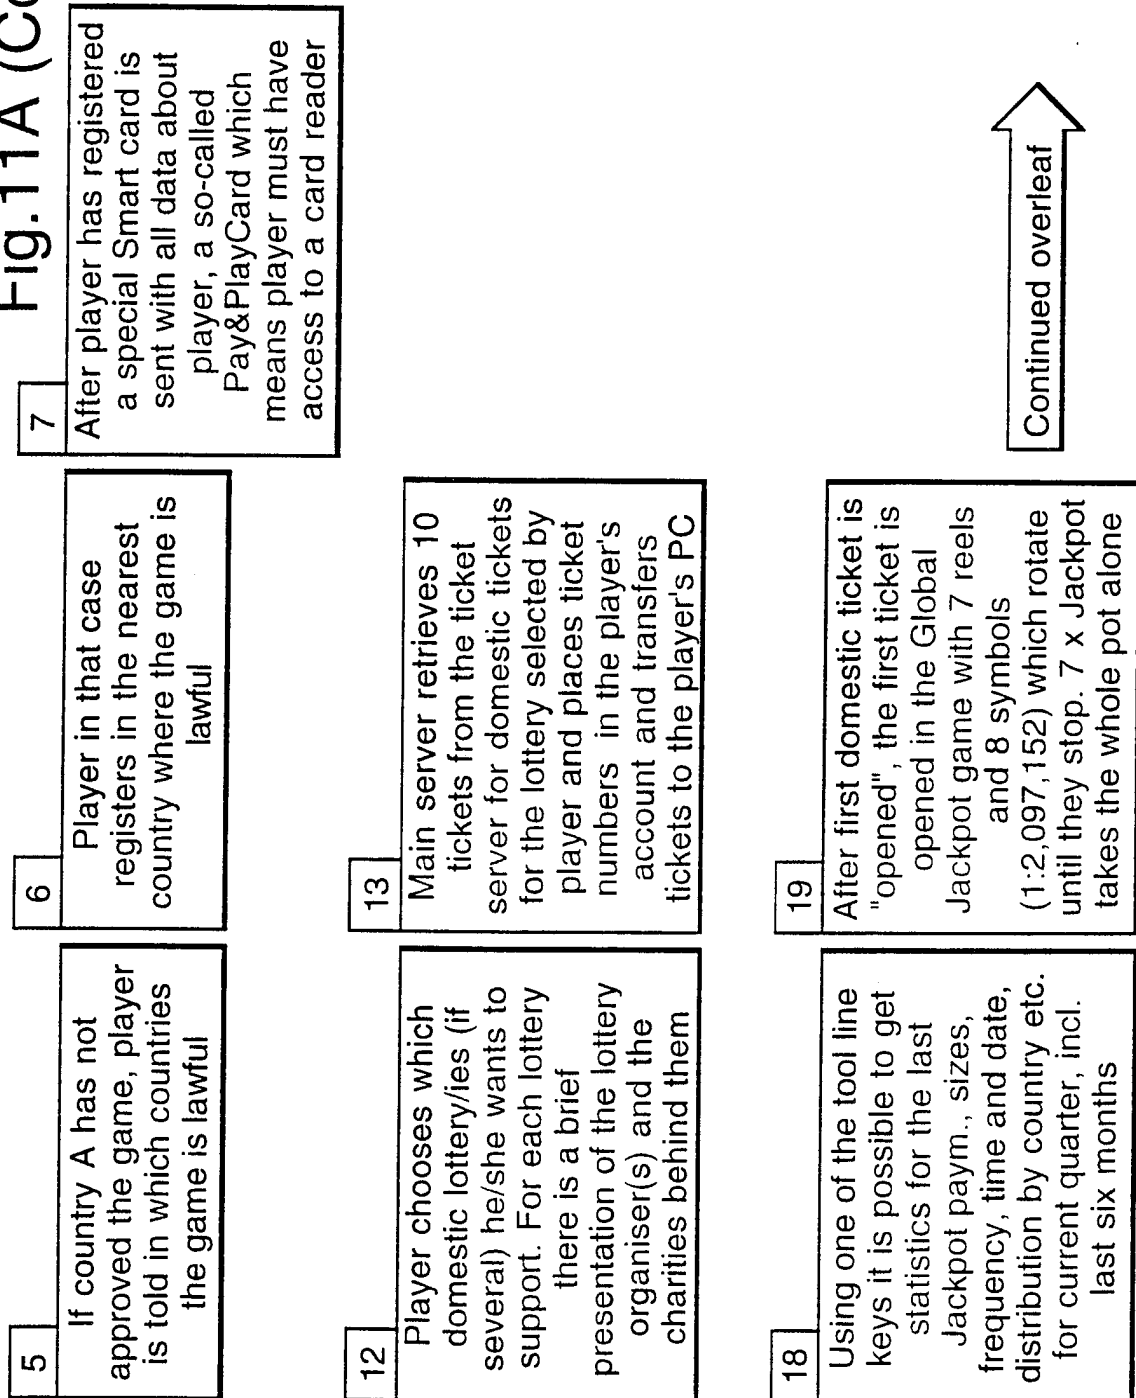 Fig.11A (Co
5
If country A has not
approved the game, player
is told in which countries
the game is lawful
6
Player in that case
registers in the nearest
country where the game is
lawful
7
After player has registered
a special Smart card is
sent with all data about
player, a so-called
Pay&PlayCard which
means player must have
access to a card reader
12
Player chooses which
domestic lottery/ies (if
several) he/she wants to
support. For each lottery
there is a brief
presentation of the lottery
organiser(s) and the
charities behind them
13
Main server retrieves 10
tickets from the ticket
server for domestic tickets
for the lottery selected by
player and places ticket
numbers in the player's
account and transfers
tickets to the player's PC
18
Using one of the tool line
keys it is possible to get
statistics for the last
Jackpot paym., sizes,
frequency, time and date,
distribution by country etc.
for current quarter, incl.
last six months
19
After first domestic ticket is
"opened", the first ticket is
opened in the Global
Jackpot game with 7 reels
and 8 symbols
(1:2,097,152) which rotate
until they stop. 7 x Jackpot
takes the whole pot alone
Continued overleaf